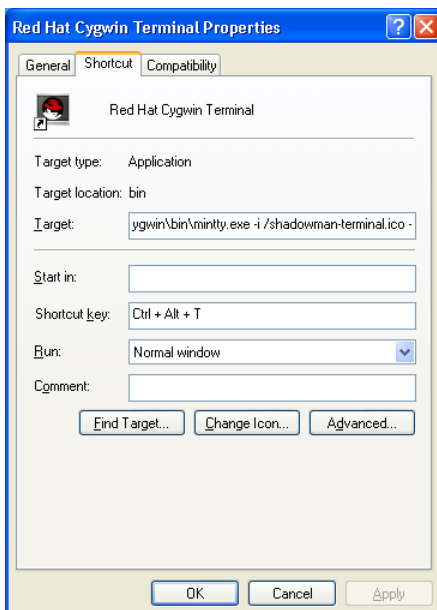 Red Hat Cygwin Terminal Properties
General Shortcut Compatibility
Red Hat Cygwin Terminal
Target type: Application
Target location: bin
Target: ygwin\bin\mintty.exe -i /shadowman-terminal.ico -
Start in:
Shortcut key: Ctrl + Alt + T
Run: Normal window
Comment:
Find Target... Change Icon... Advanced...
OK Cancel Apply